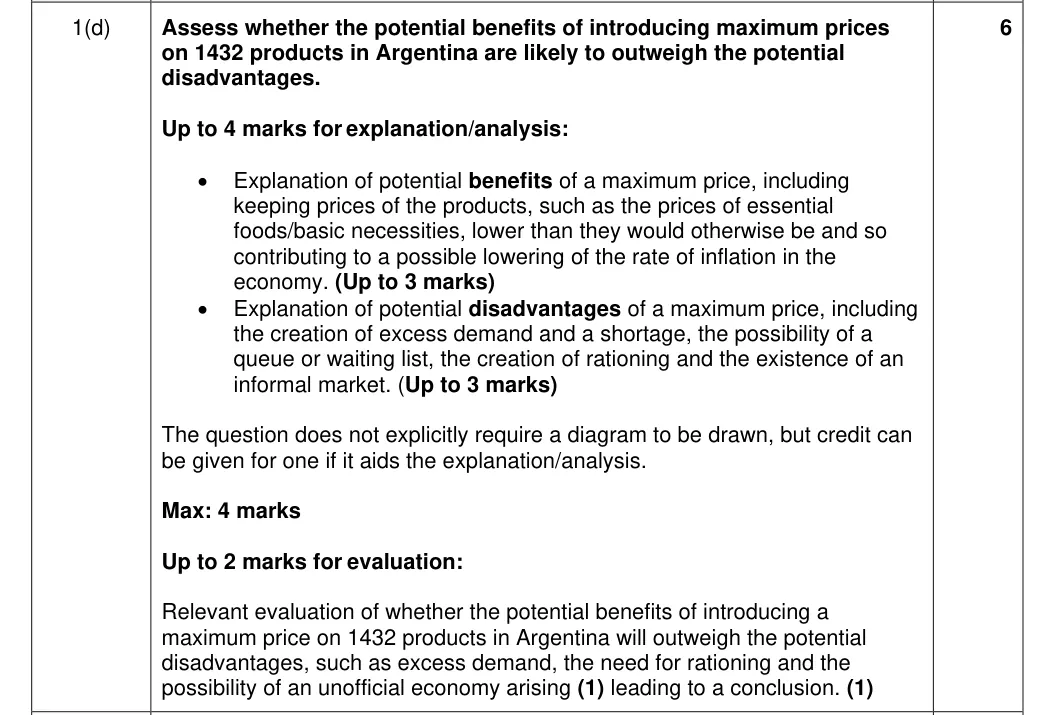 1(d)
Assess whether the potential benefits of introducing maximum prices
on 1432 products in Argentina are likely to outweigh the potential
disadvantages.
6
Up to 4 marks for explanation/analysis:
• Explanation of potential benefits of a maximum price, including
keeping prices of the products, such as the prices of essential
foods/basic necessities, lower than they would otherwise be and so
contributing to a possible lowering of the rate of inflation in the
economy. (Up to 3 marks)
• Explanation of potential disadvantages of a maximum price, including
the creation of excess demand and a shortage, the possibility of a
queue or waiting list, the creation of rationing and the existence of an
informal market. (Up to 3 marks)
The question does not explicitly require a diagram to be drawn, but credit can
be given for one if it aids the explanation/analysis.
Max: 4 marks
Up to 2 marks for evaluation:
Relevant evaluation of whether the potential benefits of introducing a
maximum price on 1432 products in Argentina will outweigh the potential
disadvantages, such as excess demand, the need for rationing and the
possibility of an unofficial economy arising (1) leading to a conclusion. (1)